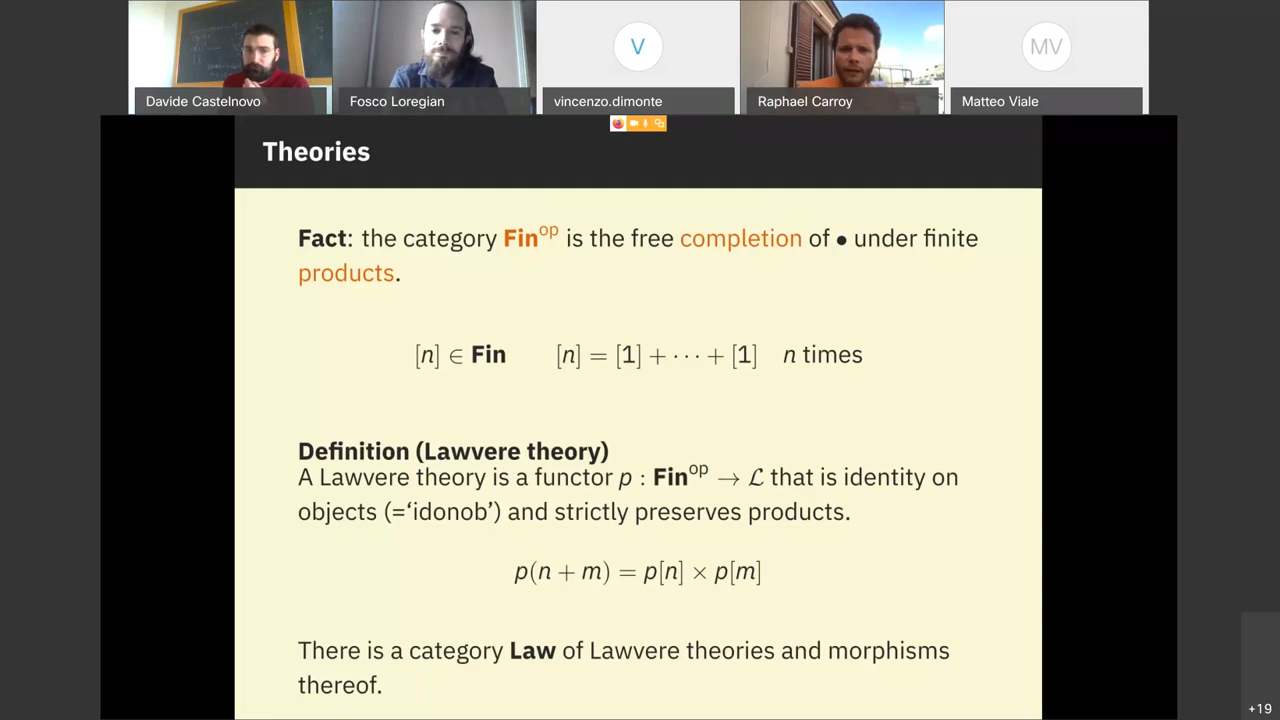 V
MV
Davide Castelnovo
Fosco Loregian
vincenzo.dimonte
Raphael Carroy
Matteo Viale
Theories
Fact: the category Fin^op is the free completion of • under finite
products.
[n] ∈ Fin [n] = [1] + ··· + [1] n times
Definition (Lawvere theory)
A Lawvere theory is a functor p : Fin^op → ℒ that is identity on
objects (=‘idonob’) and strictly preserves products.
p(n + m) = p[n] × p[m]
There is a category Law of Lawvere theories and morphisms
thereof.
+19